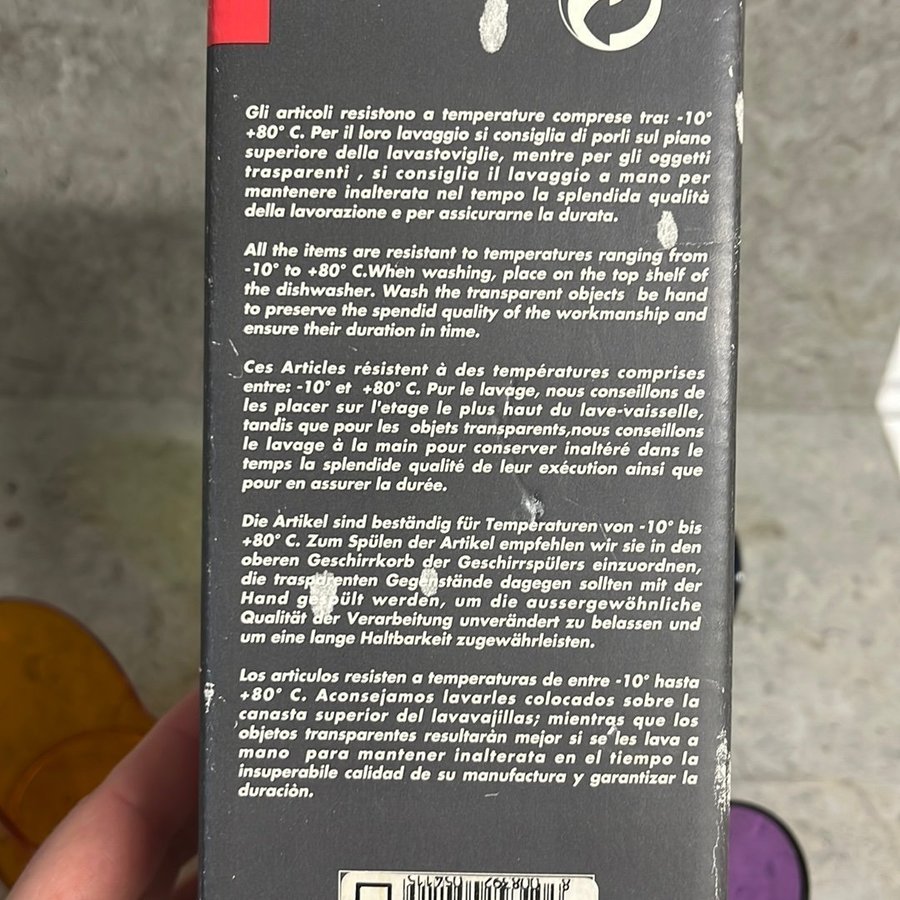 Gli articoli resistono a temperature comprese tra: -10°
+80° C. Per il loro lavaggio si consiglia di porli sul piano
superiore della lavastoviglie, mentre per gli oggetti
trasparenti , si consiglia il lavaggio a mano per
mantenere inalterata nel tempo la splendida qualità
della lavorazione e per assicurarne la durata.
All the items are resistant to temperatures ranging from
-10° to +80° C.When washing, place on the top shelf of
the dishwasher. Wash the transparent objects be hand
to preserve the spendid quality of the workmanship and
ensure their duration in time.
Ces Articles résistent à des températures comprises
entre: -10° et +80° C. Pur le lavage, nous conseillons de
les placer sur l'etage le plus haut du lave-vaisselle,
tandis que pour les objets transparents,nous conseillons
le lavage à la main pour conserver inaltéré dans le
temps la splendide qualité de leur exécution ainsi que
pour en assurer la durée.
Die Artikel sind beständig für Temperaturen von -10° bis
+80° C. Zum Spülen der Artikel empfehlen wir sie in den
oberen Geschirrkorb der Geschirrspülers einzuordnen,
die trasparenten Gegenstände dagegen sollten mit der
Hand gespült werden, um die aussergewöhnliche
Qualität der Verarbeitung unverändert zu belassen und
um eine lange Haltbarkeit zugewährleisten.
Los articulos resisten a temperaturas de entre -10° hasta
+80° C. Aconsejamos lavarles colocados sobre la
canasta superior del lavavajillas; mientras que los
objetos transparentes resultaràn mejor si se les lava a
mano para mantener inalterata en el tiempo la
insuperabile calidad de su manufactura y garantizar la
duraciòn.